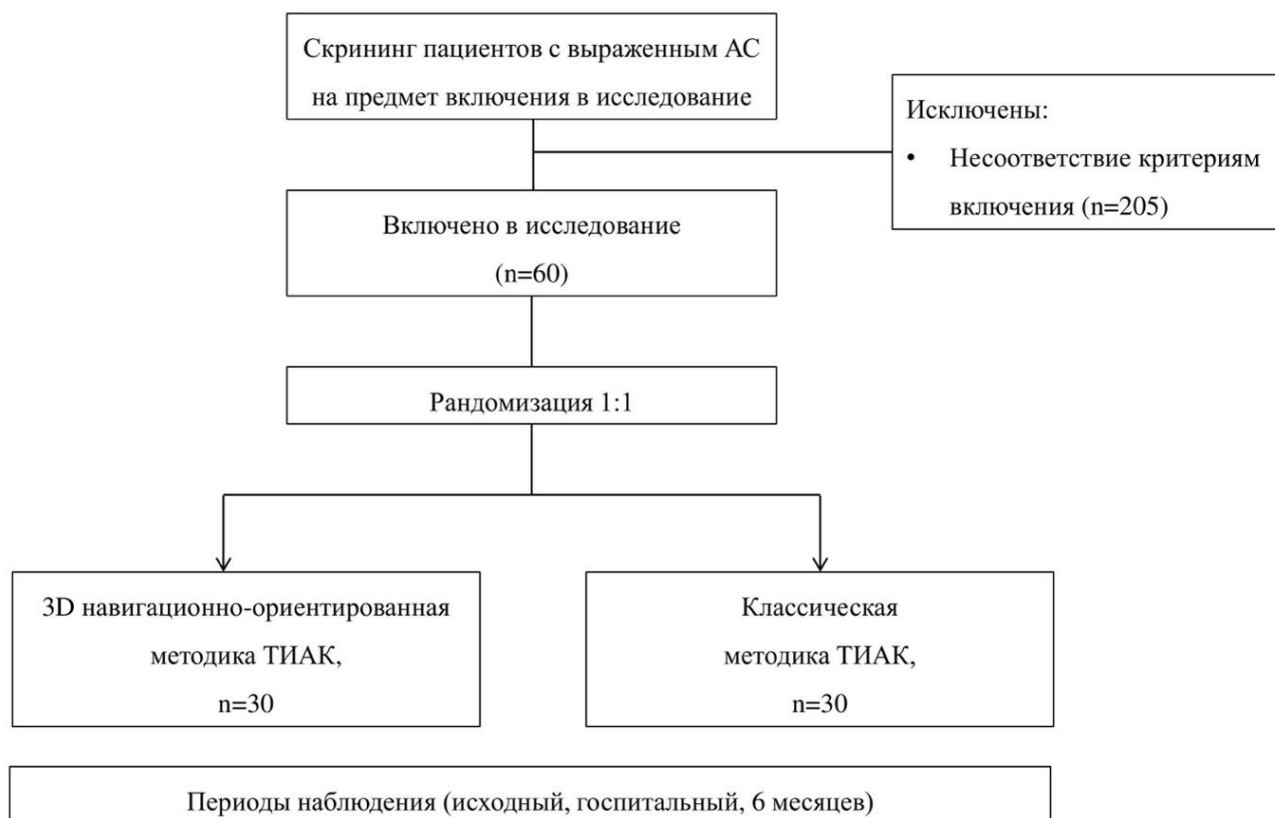 Скрининг пациентов с выраженным АС
на предмет включения в исследование
Исключены:
• Несоответствие критериям
включения (n=205)
Включено в исследование
(n=60)
Рандомизация 1:1
3D навигационно-ориентированная
методика ТИАК,
n=30
Классическая
методика ТИАК,
n=30
Периоды наблюдения (исходный, госпитальный, 6 месяцев)